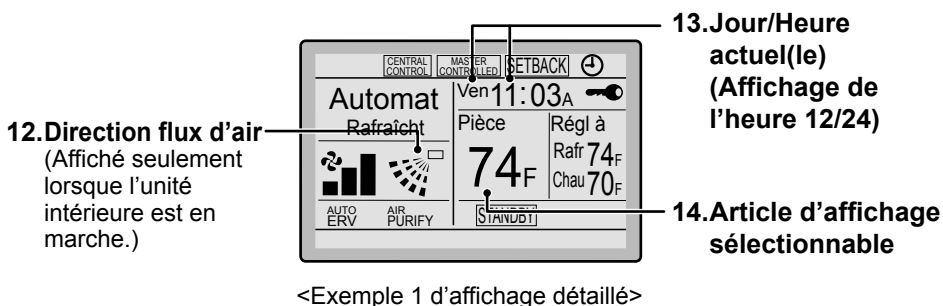 13.Jour/Heure
actuel(le)
(Affichage de
l'heure 12/24)
CENTRAL CONTROL
MASTER CONTROLLED
SETBACK
Automat
Ven 11:03A
Rafraîcht
Pièce
Régl à
Rafr 74F
74F
Chau 70F
AUTO ERV
AIR PURIFY
STANDBY
12.Direction flux d'air
(Affiché seulement
lorsque l'unité
intérieure est en
marche.)
14.Article d'affichage
sélectionnable
<Exemple 1 d'affichage détaillé>